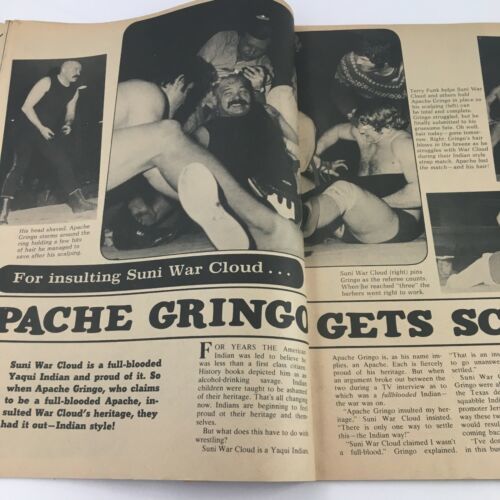 His head shaved, Apache
Gringo storms around the
ring holding a few bits
of hair he managed to
save after his scalping.
Terry Funk helps Suni War
Cloud and others hold
Apache Gringo in place so
his scalping (left) can
be total and complete.
Gringo struggled, but he
finally submitted to his
gruesome fate. Oh well,
hair today—gone tomor-
row. Right: Gringo's hair
blows in the breeze as he
struggles with War Cloud
during their Indian style
strap match. Apache lost
the match—and his hair!
Suni War Cloud (right) pins
Gringo as the referee counts.
When he reached "three" the
barbers went right to work.
For insulting Suni War Cloud . . .
PACHE GRINGO GETS SC
Suni War Cloud is a full-blooded
Yaqui Indian and proud of it. So
when Apache Gringo, who claims
to be a full-blooded Apache, in-
sulted War Cloud's heritage, they
had it out—Indian style!
FOR YEARS THE American
Indian was led to believe he
was less than a first class citizen.
History books depicted him as an
alcohol-drinking savage. Indian
children were taught to be ashamed
of their heritage. That's all changing
now. Indians are beginning to feel
proud of their heritage and them-
selves.
But what does this have to do with
wrestling?
Suni War Cloud is a Yaqui Indian.
Apache Gringo is, as his name im-
plies, an Apache. Each is fiercely
proud of his heritage. But when an
argument broke out between the
two during a TV interview as to
which was a fullblooded Indian—
the war was on.
"Apache Gringo insulted my her-
itage," Suni War Cloud insisted.
"There is only one way to settle
this—the Indian way!"
"Suni War Cloud claimed I wasn't
a full-blood," Gringo explained.
"That is an in
to go unansw
settled."
Suni War C
Gringo were s
the Texas do
squabble Ind
promoter Jer
was these tw
would result
coming back
"I've do
in this bus